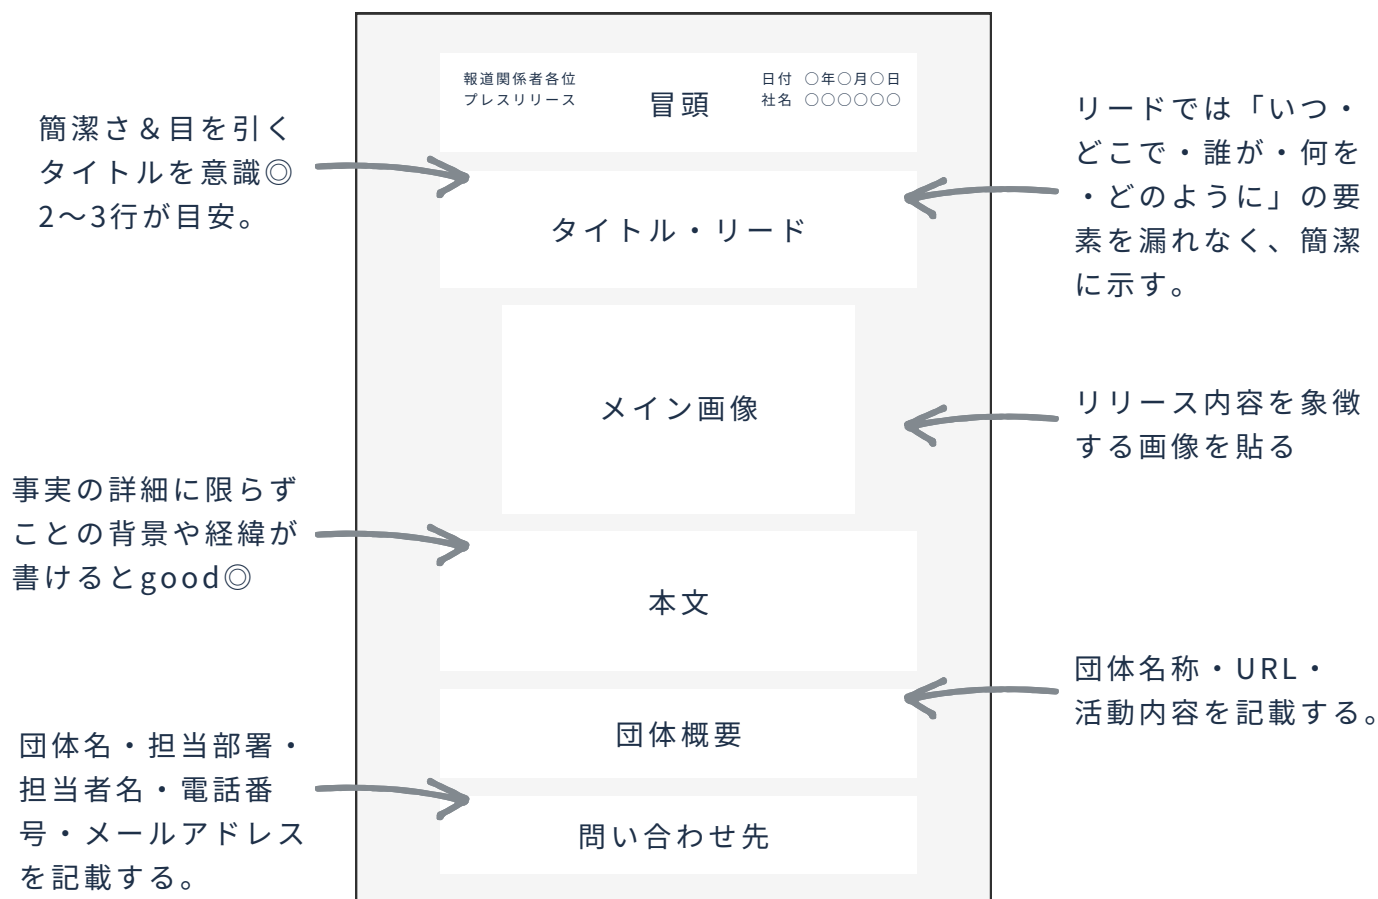 報道関係者各位
プレスリリース
冒頭
日付 〇年〇月〇日
社名 〇〇〇〇〇〇
簡潔さ＆目を引く
タイトルを意識◎
2〜3行が目安。
タイトル・リード
リードでは「いつ・
どこで・誰が・何を
・どのように」の要
素を漏れなく、簡潔
に示す。
メイン画像
リリース内容を象徴
する画像を貼る
事実の詳細に限らず
ことの背景や経緯が
書けるとgood◎
本文
団体概要
団体名称・URL・
活動内容を記載する。
団体名・担当部署・
担当者名・電話番
号・メールアドレス
を記載する。
問い合わせ先